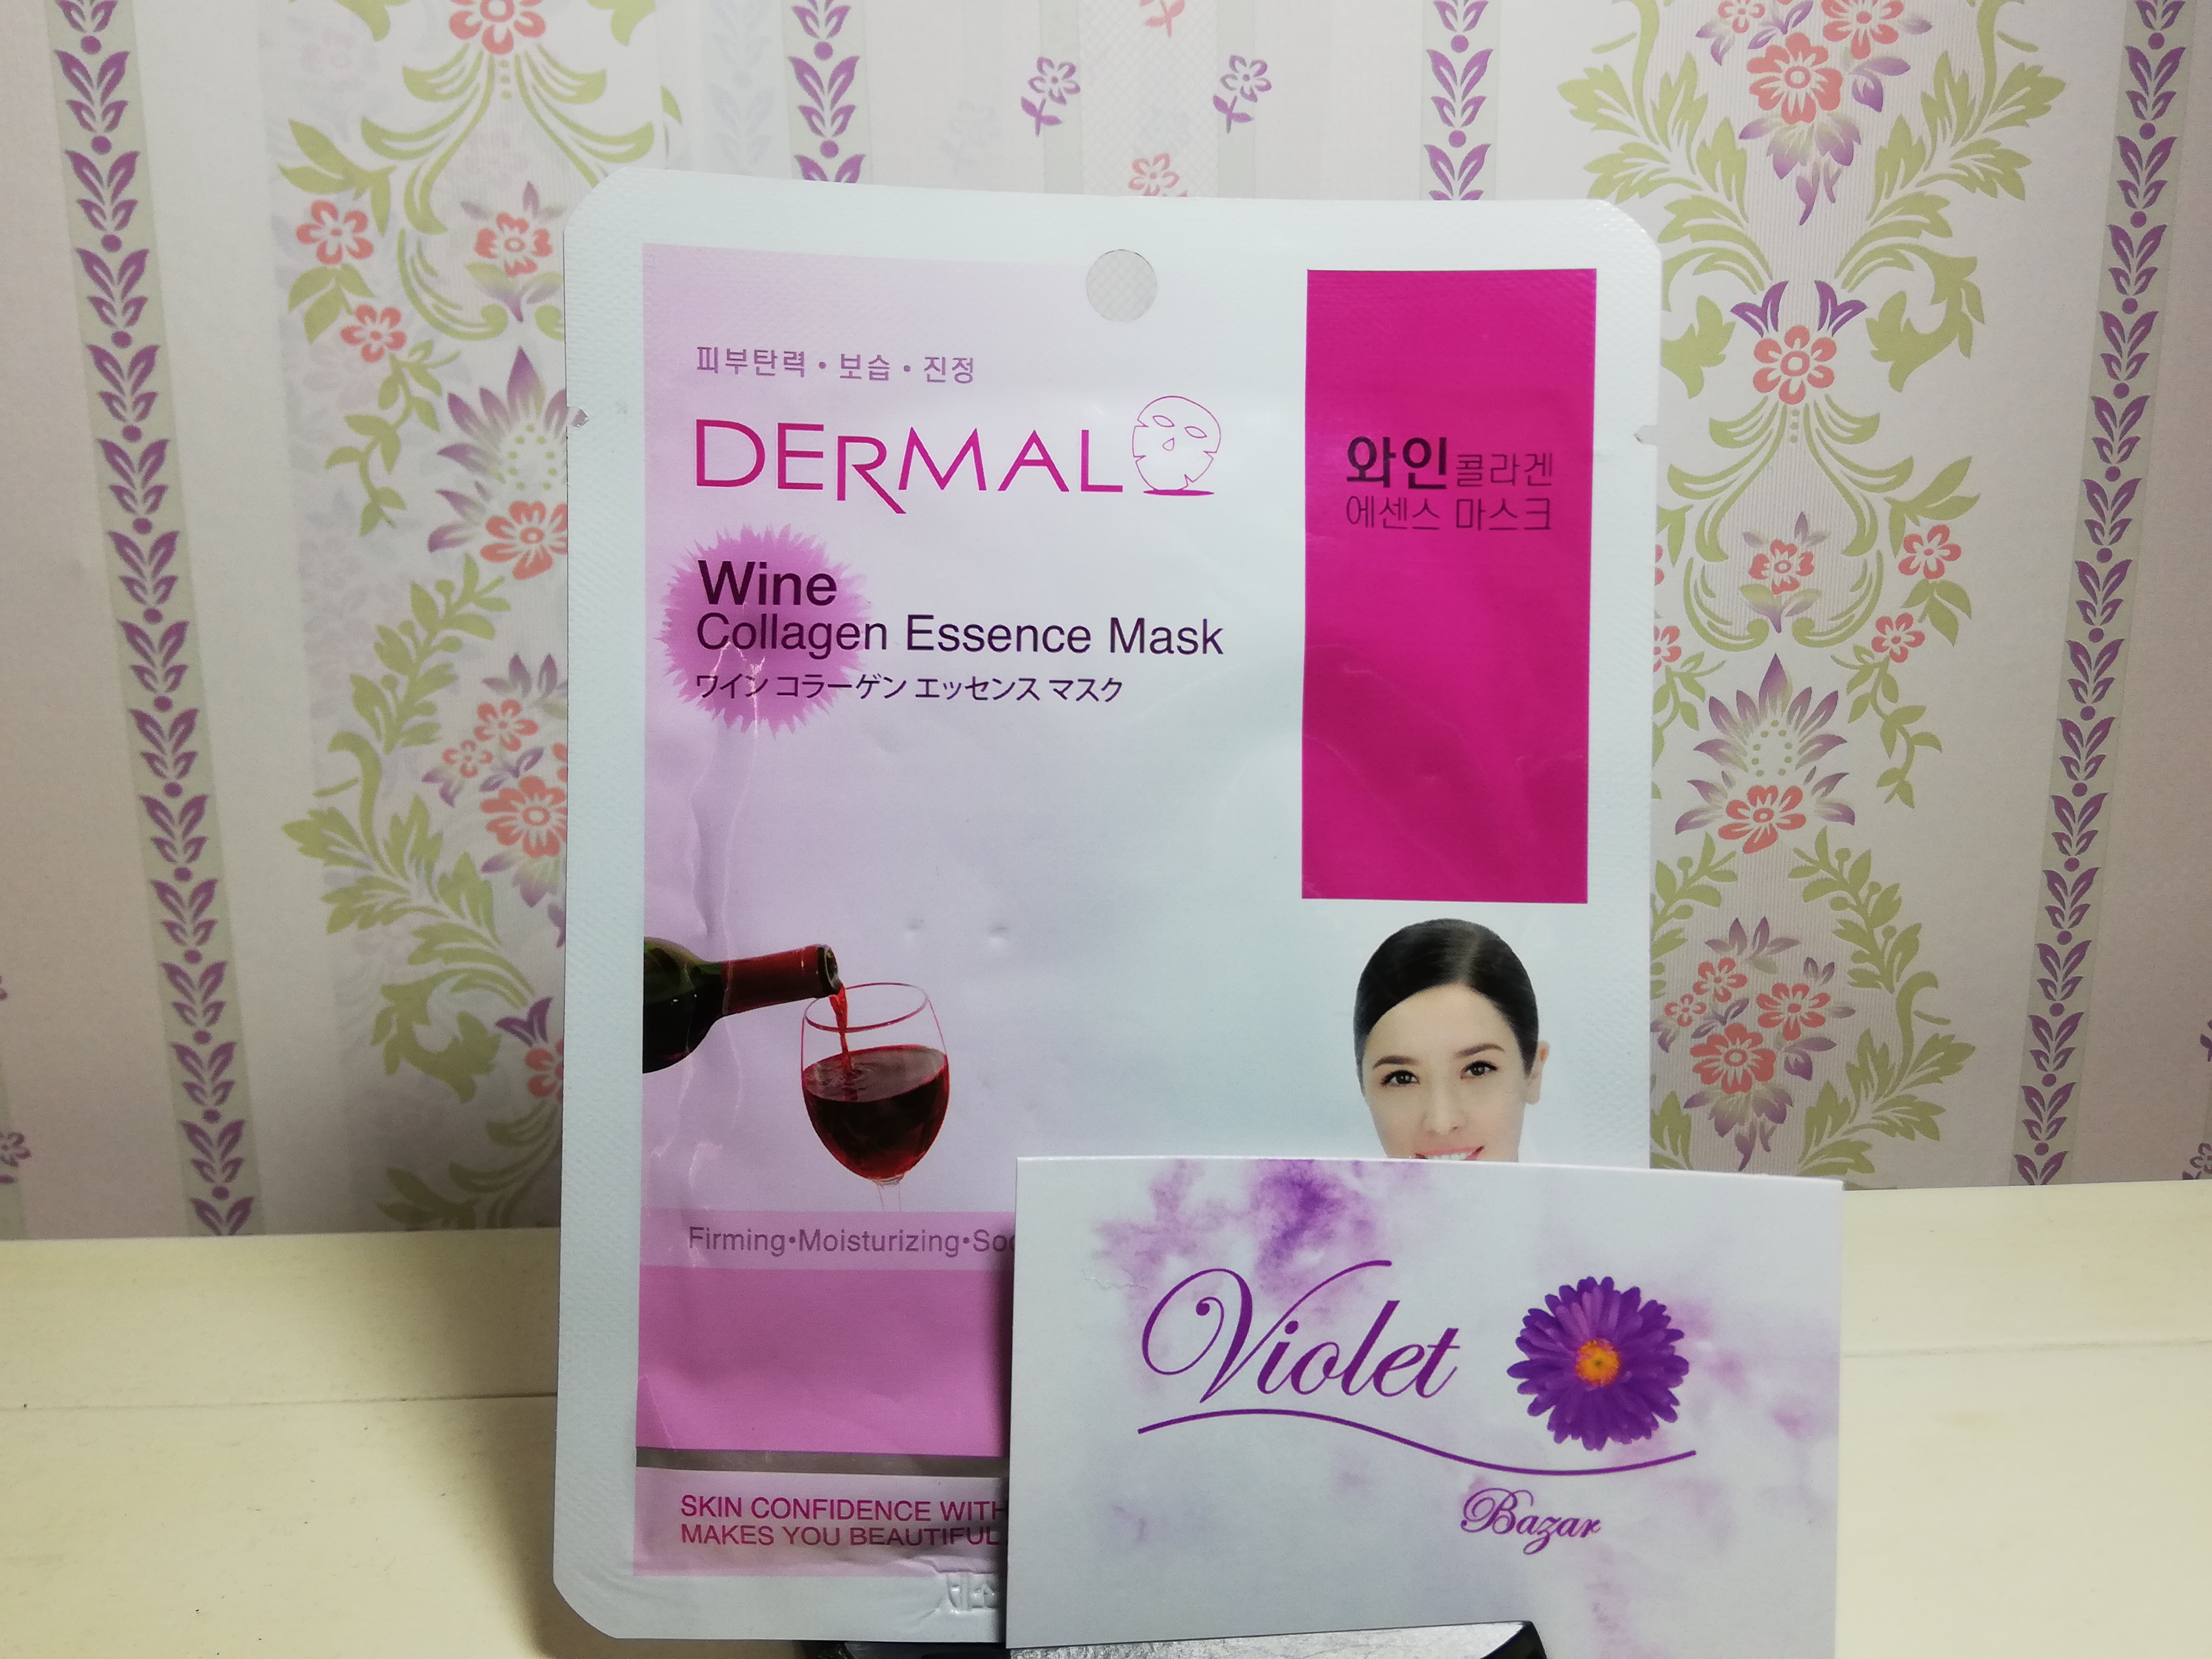 피부탄력 • 보습 • 진정
DERMAL
와인콜라겐
에센스 마스크
Wine
Collagen Essence Mask
ワイン コラーゲン エッセンス マスク
Firming•Moisturizing•Soo
SKIN CONFIDENCE WITH
MAKES YOU BEAUTIFUL
Violet
Bazar